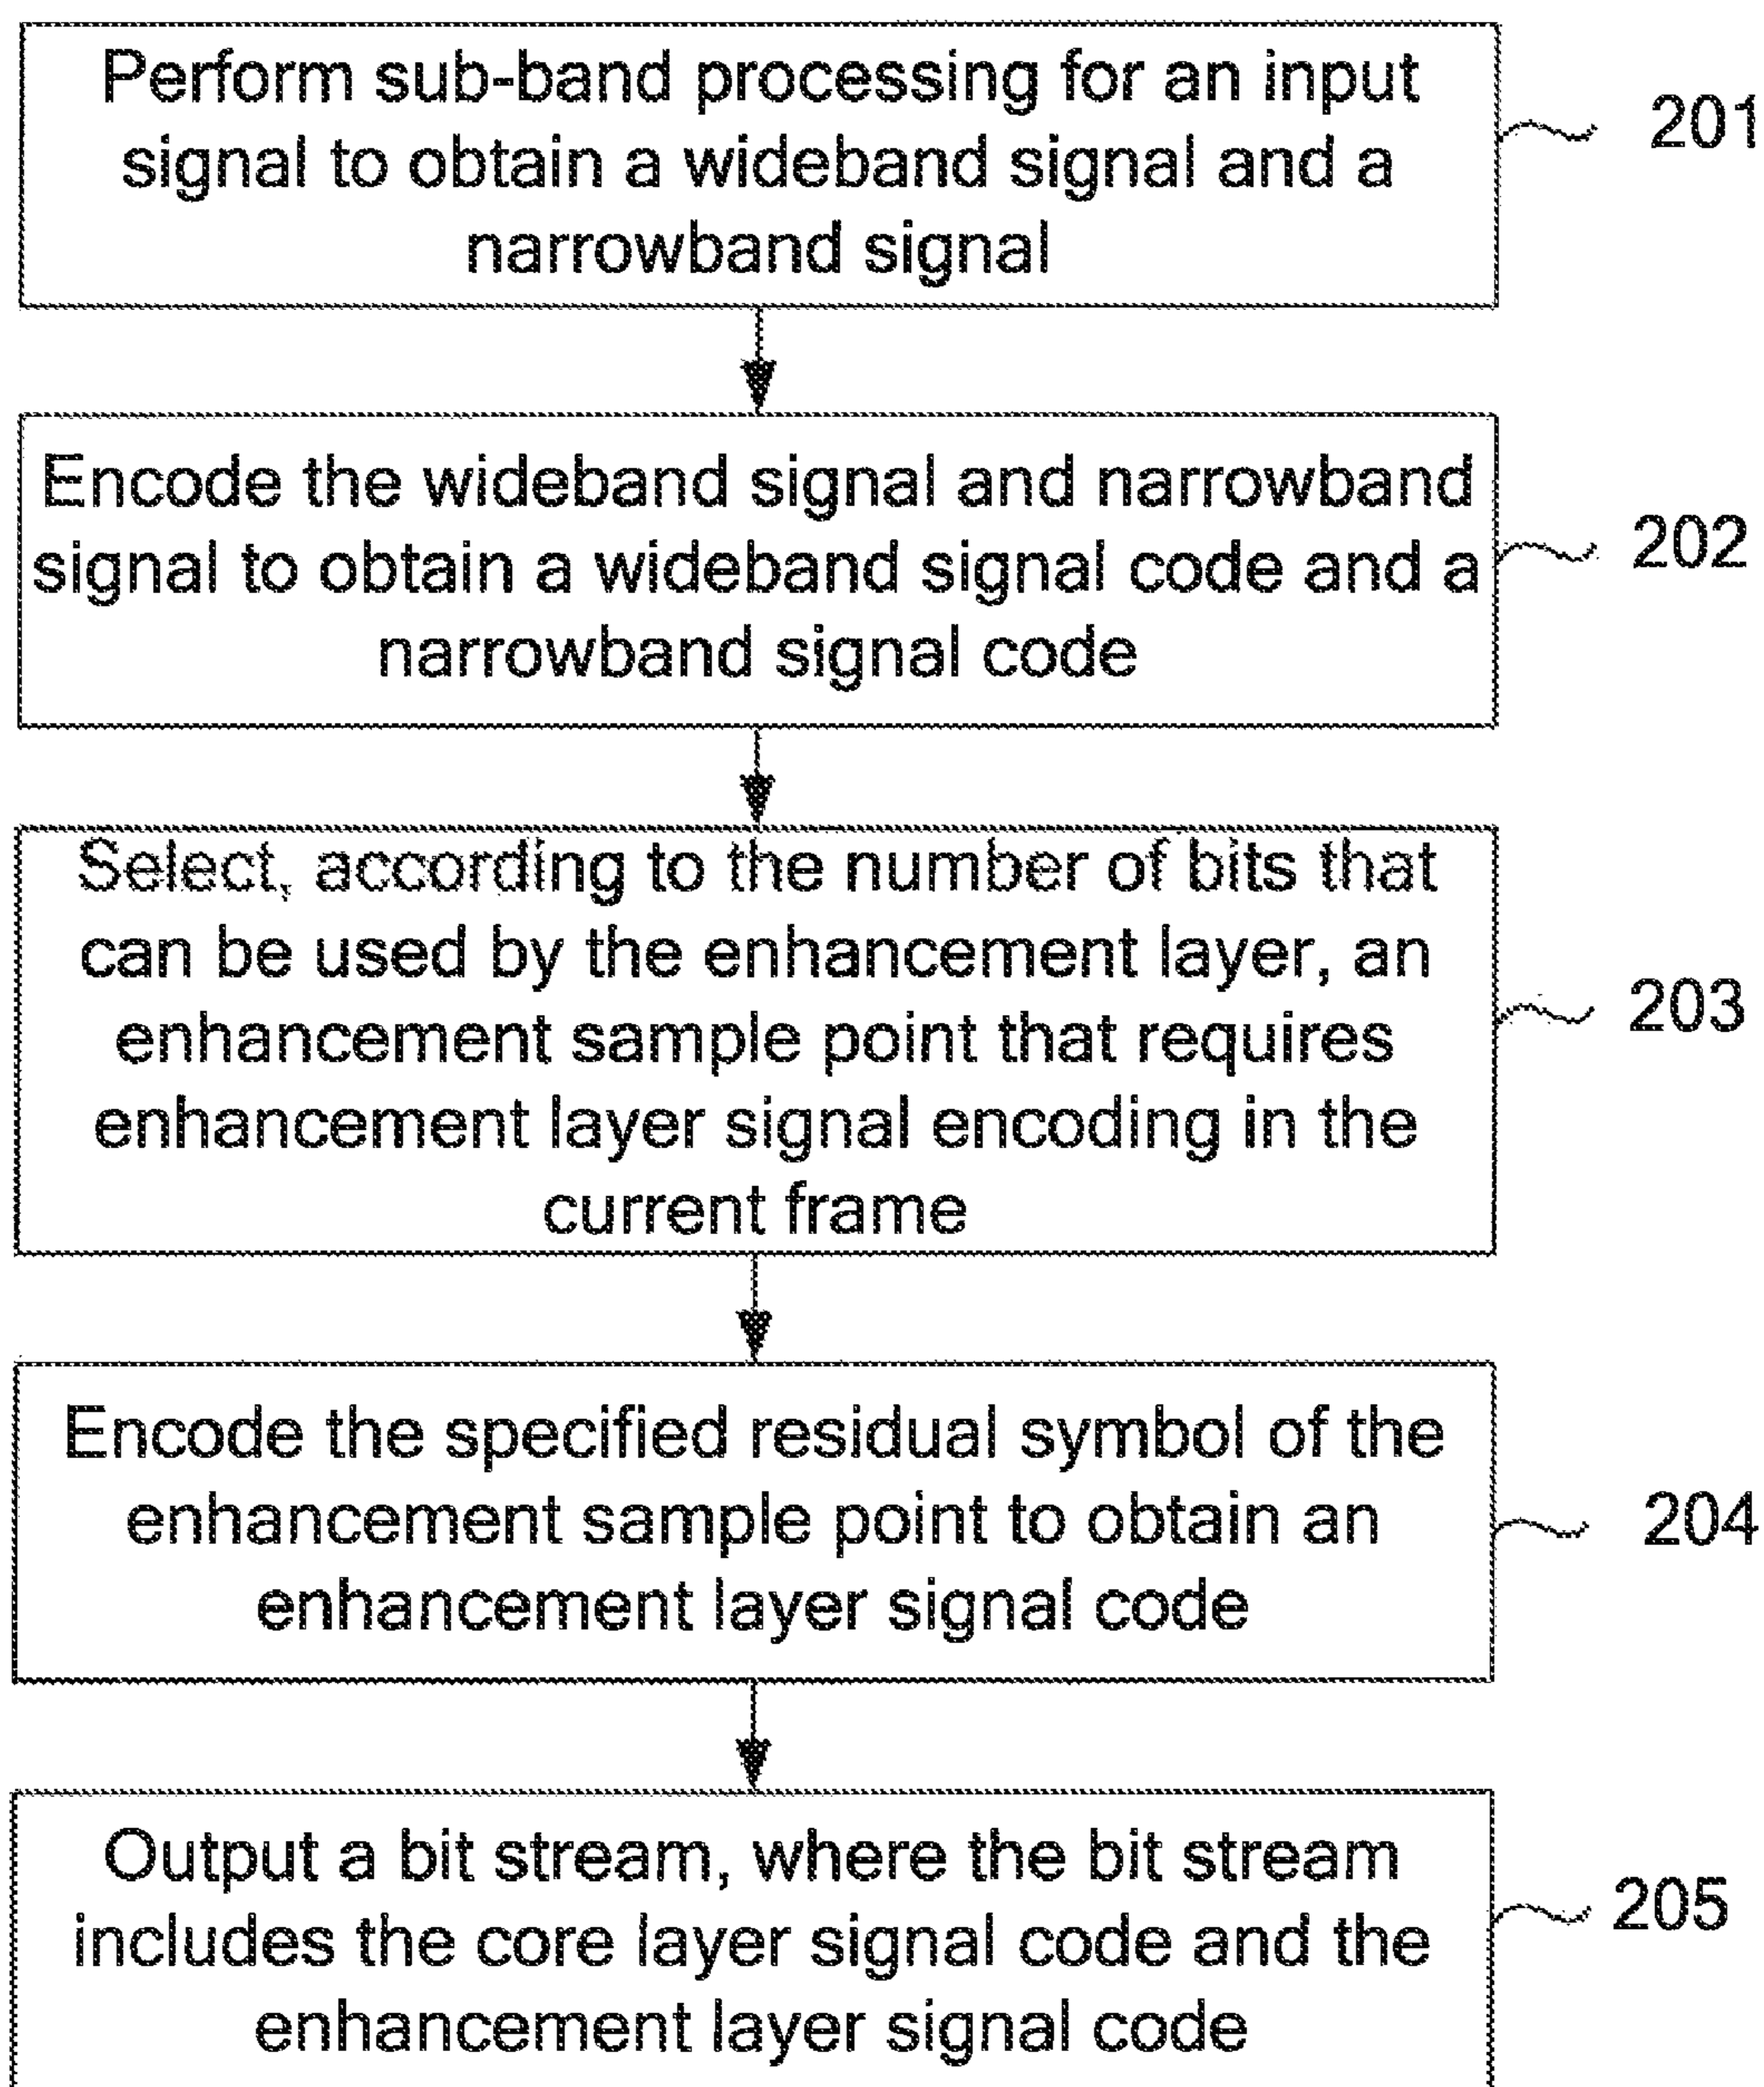 Perform sub-band processing for an input
signal to obtain a wideband signal and a
narrowband signal
201
Encode the wideband signal and narrowband
signal to obtain a wideband signal code and a
narrowband signal code
202
Select, according to the number of bits that
can be used by the enhancement layer, an
enhancement sample point that requires
enhancement layer signal encoding in the
current frame
203
Encode the specified residual symbol of the
enhancement sample point to obtain an
enhancement layer signal code
204
Output a bit stream, where the bit stream
includes the core layer signal code and the
enhancement layer signal code
205